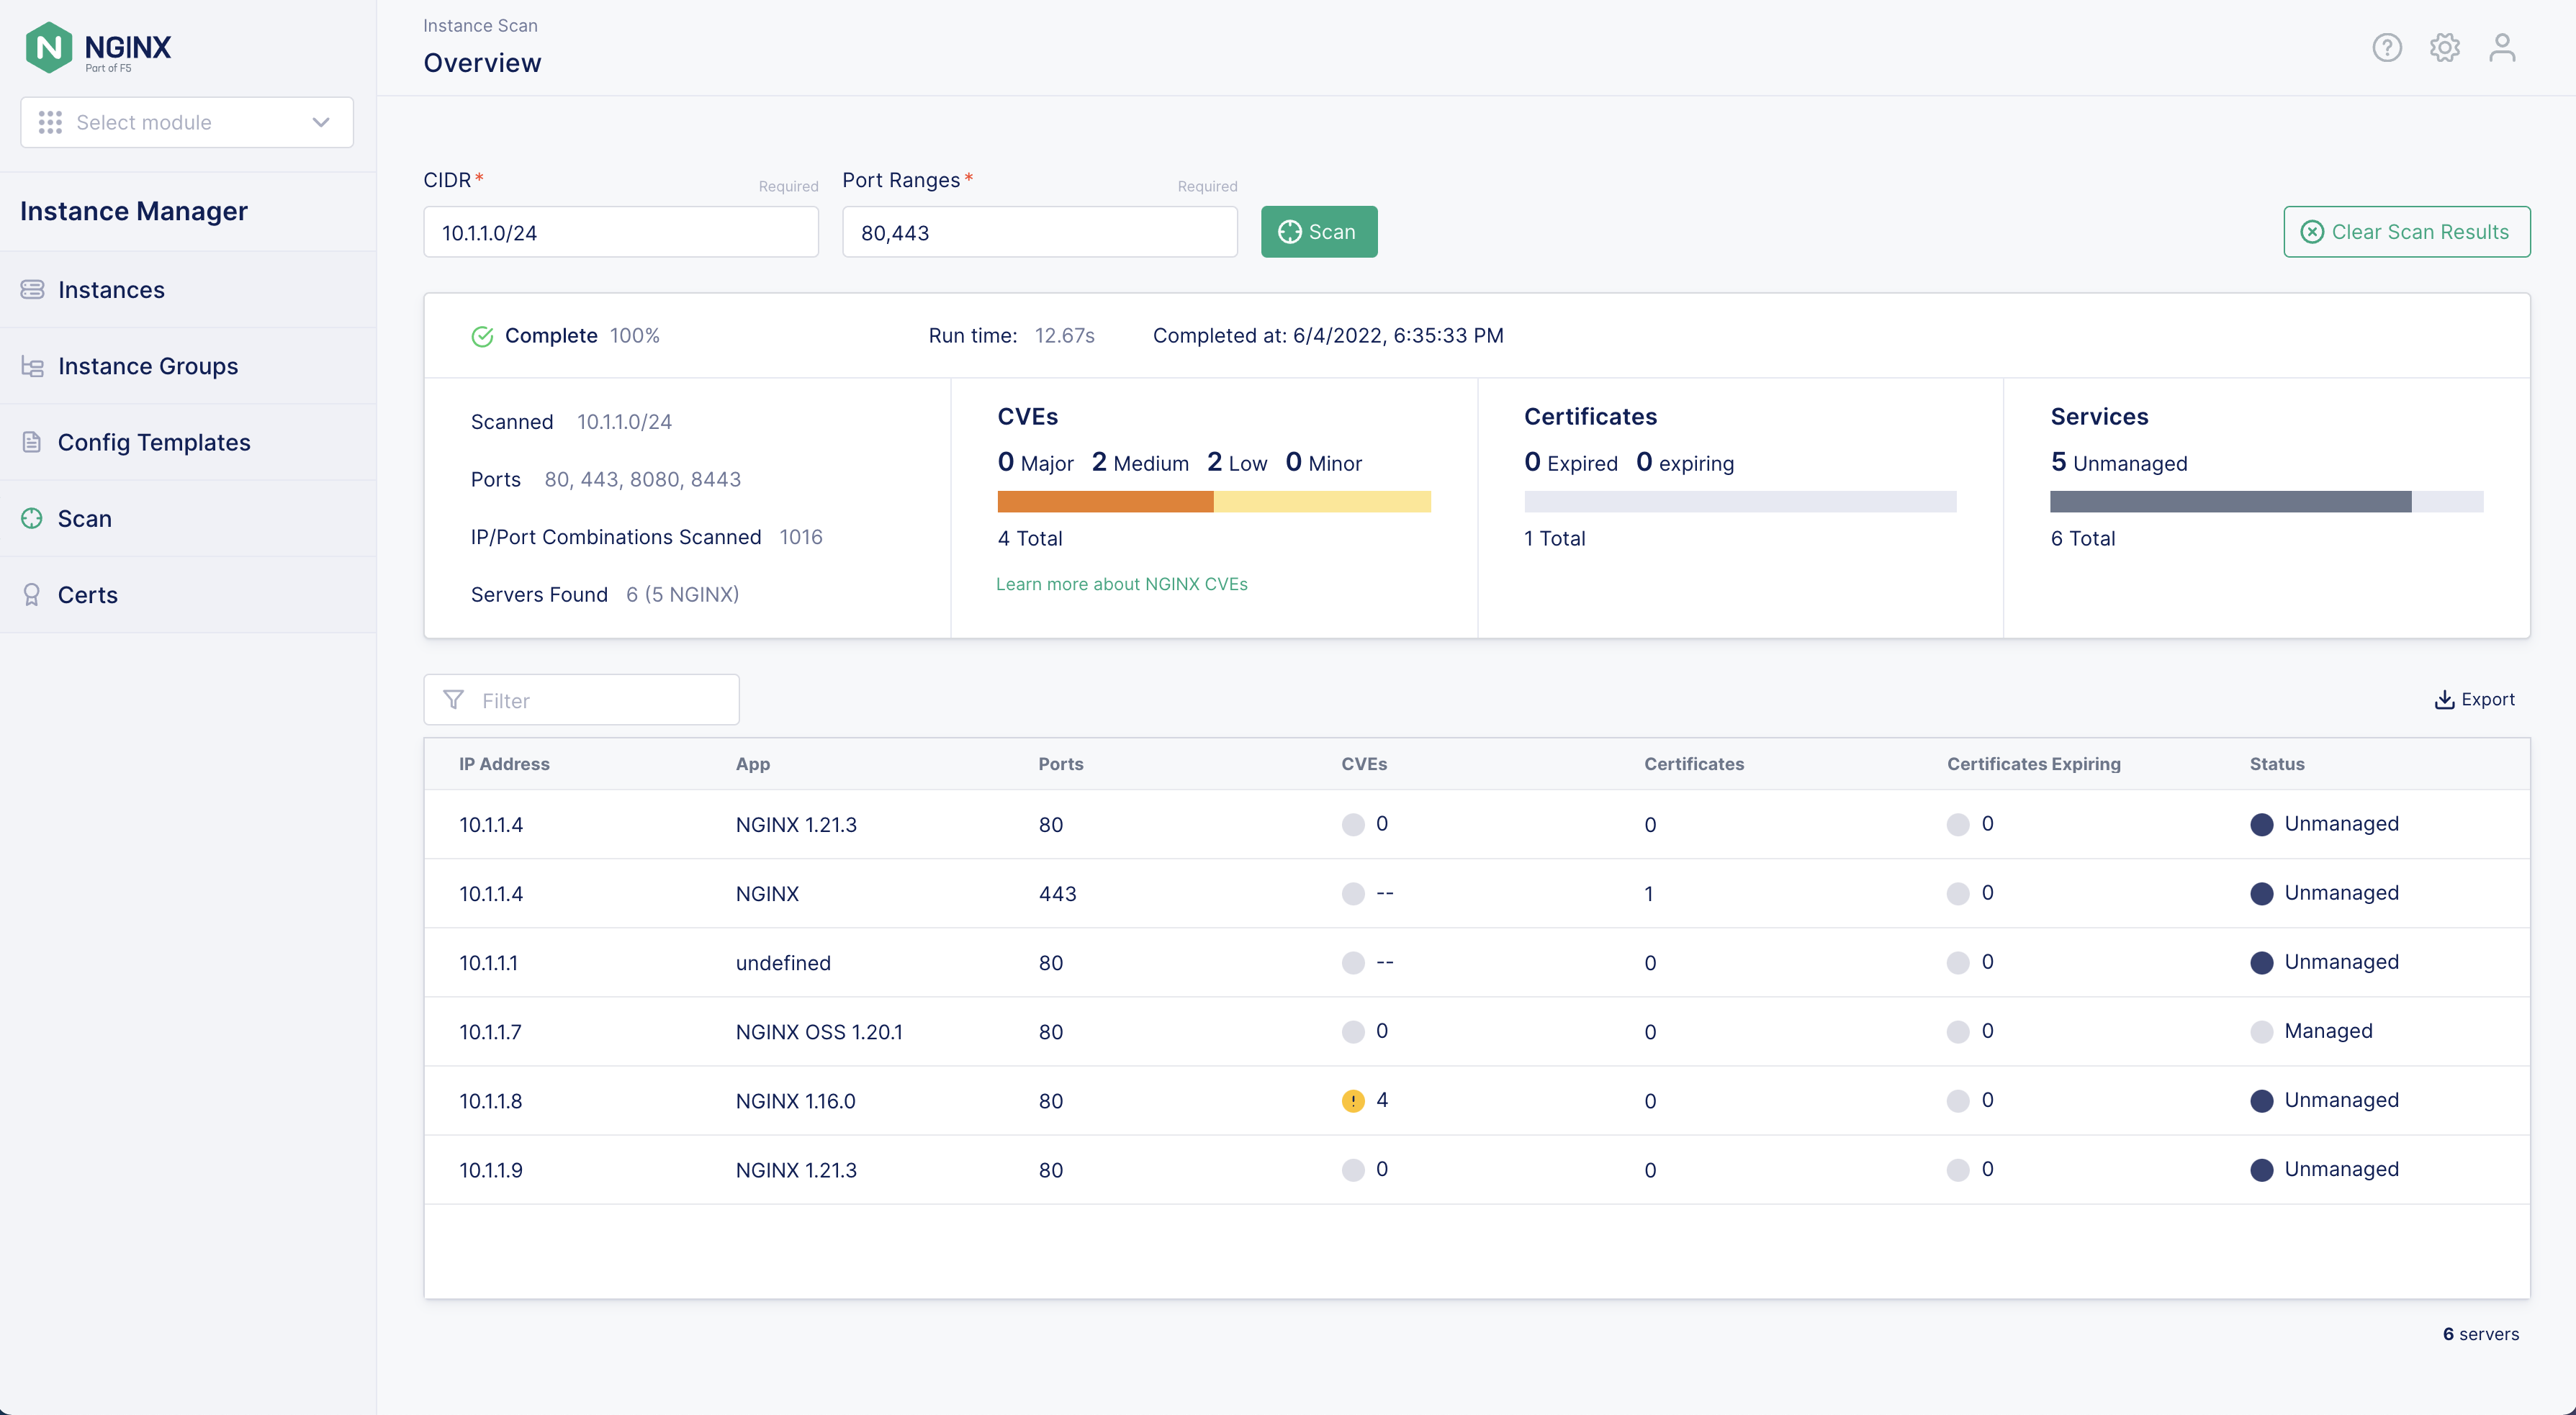 NGINX
Part of F5
Select module
Instance Manager
Instances
Instance Groups
Config Templates
Scan
Certs
Instance Scan
Overview
CIDR* Required
10.1.1.0/24
Port Ranges* Required
80,443
Scan
Clear Scan Results
Complete 100% Run time: 12.67s Completed at: 6/4/2022, 6:35:33 PM
Scanned 10.1.1.0/24
Ports 80, 443, 8080, 8443
IP/Port Combinations Scanned 1016
Servers Found 6 (5 NGINX)
CVEs
0 Major 2 Medium 2 Low 0 Minor
4 Total
Learn more about NGINX CVEs
Certificates
0 Expired 0 expiring
1 Total
Services
5 Unmanaged
6 Total
Filter
Export
IP Address App Ports CVEs Certificates Certificates Expiring Status
10.1.1.4 NGINX 1.21.3 80 0 0 0 Unmanaged
10.1.1.4 NGINX 443 -- 1 0 Unmanaged
10.1.1.1 undefined 80 -- 0 0 Unmanaged
10.1.1.7 NGINX OSS 1.20.1 80 0 0 0 Managed
10.1.1.8 NGINX 1.16.0 80 4 0 0 Unmanaged
10.1.1.9 NGINX 1.21.3 80 0 0 0 Unmanaged
6 servers